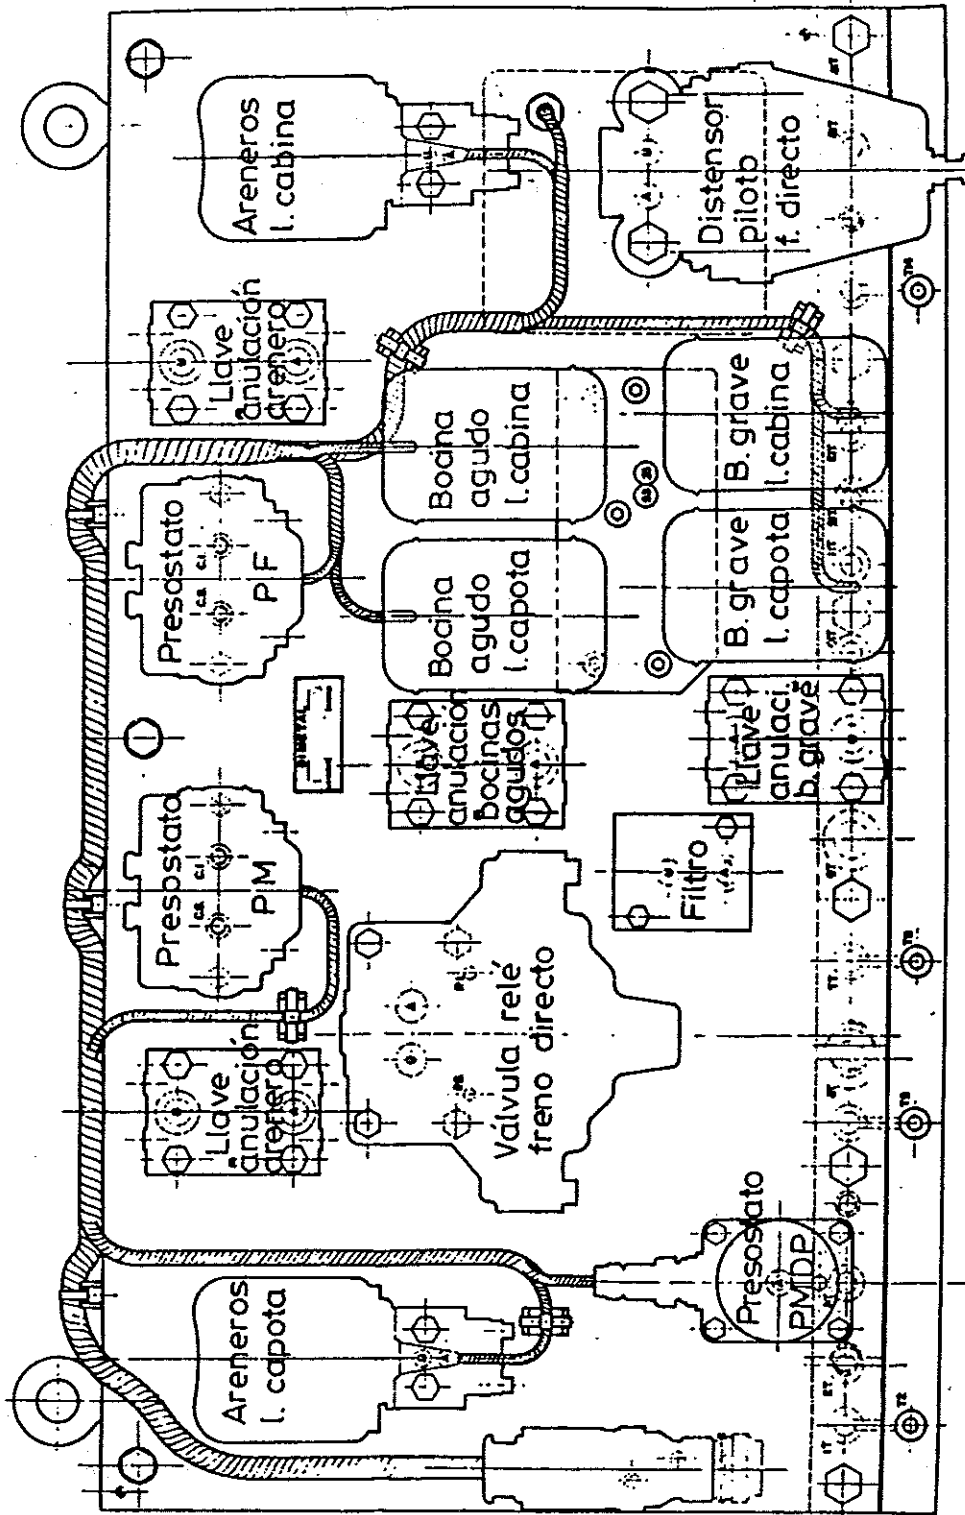 Areneros
l. capota
Llave
anulación
arenero
Presostato
PM
C.S.
C.I.
Presostato
PF
C.S.
C.I.
Llave
anulación
arenero
Areneros
l. cabina
DIMETAL
Válvula relé
freno directo
Llave
anulación
bocinas
agudos
Bocina
agudo
l. capota
Bocina
agudo
l. cabina
Presostato
PMDP
Filtro
Llave
anulaci.
b. grave
B. grave
l. capota
B. grave
l. cabina
Distensor
piloto
f. directo
T2